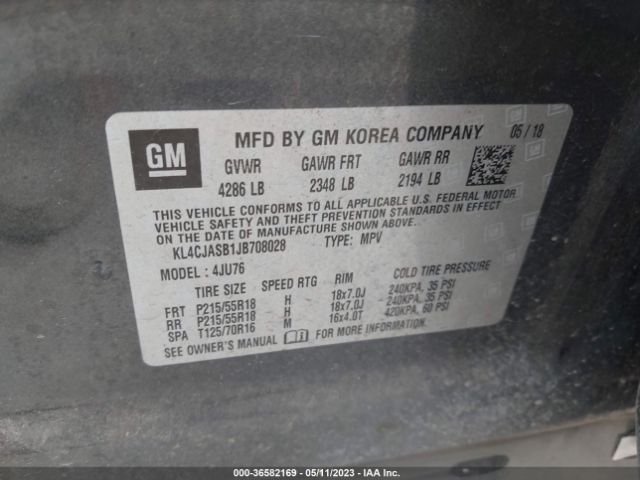 GM
MFD BY GM KOREA COMPANY 05/18
GVWR GAWR FRT GAWR RR
4286 LB 2348 LB 2194 LB
THIS VEHICLE CONFORMS TO ALL APPLICABLE U.S. FEDERAL MOTOR
VEHICLE SAFETY AND THEFT PREVENTION STANDARDS IN EFFECT
ON THE DATE OF MANUFACTURE SHOWN ABOVE.
KL4CJASB1JB708028 TYPE: MPV
MODEL: 4JU76
TIRE SIZE SPEED RTG RIM COLD TIRE PRESSURE
FRT P215/55R18 H 18x7.0J 240KPA, 35 PSI
RR P215/55R18 H 18x7.0J 240KPA, 35 PSI
SPA T125/70R16 M 16x4.0T 420KPA, 60 PSI
SEE OWNER'S MANUAL FOR MORE INFORMATION.
000-36582169 - 05/11/2023 - IAA Inc.